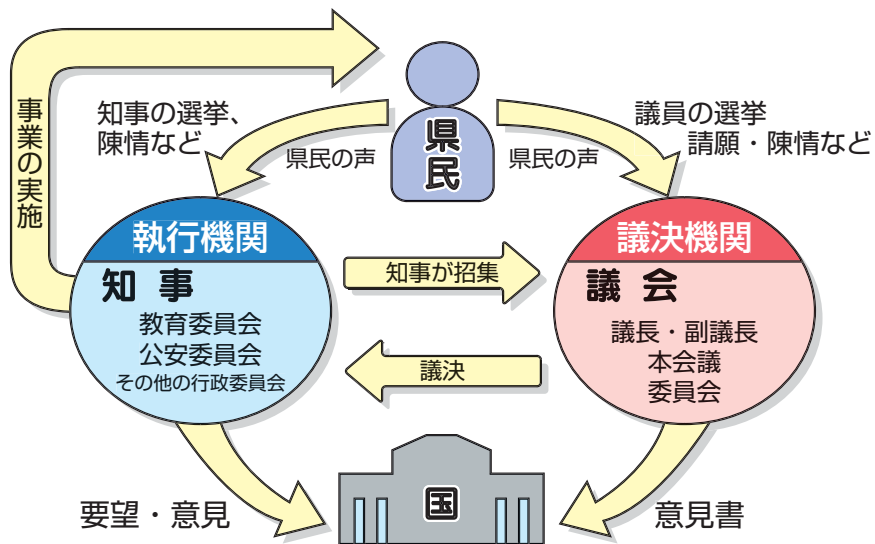 事業の実施
知事の選挙、
陳情など
県民の声
県民
県民の声
議員の選挙
請願・陳情など
執行機関
知事
教育委員会
公安委員会
その他の行政委員会
知事が招集
議決
議決機関
議会
議長・副議長
本会議
委員会
要望・意見
国
意見書